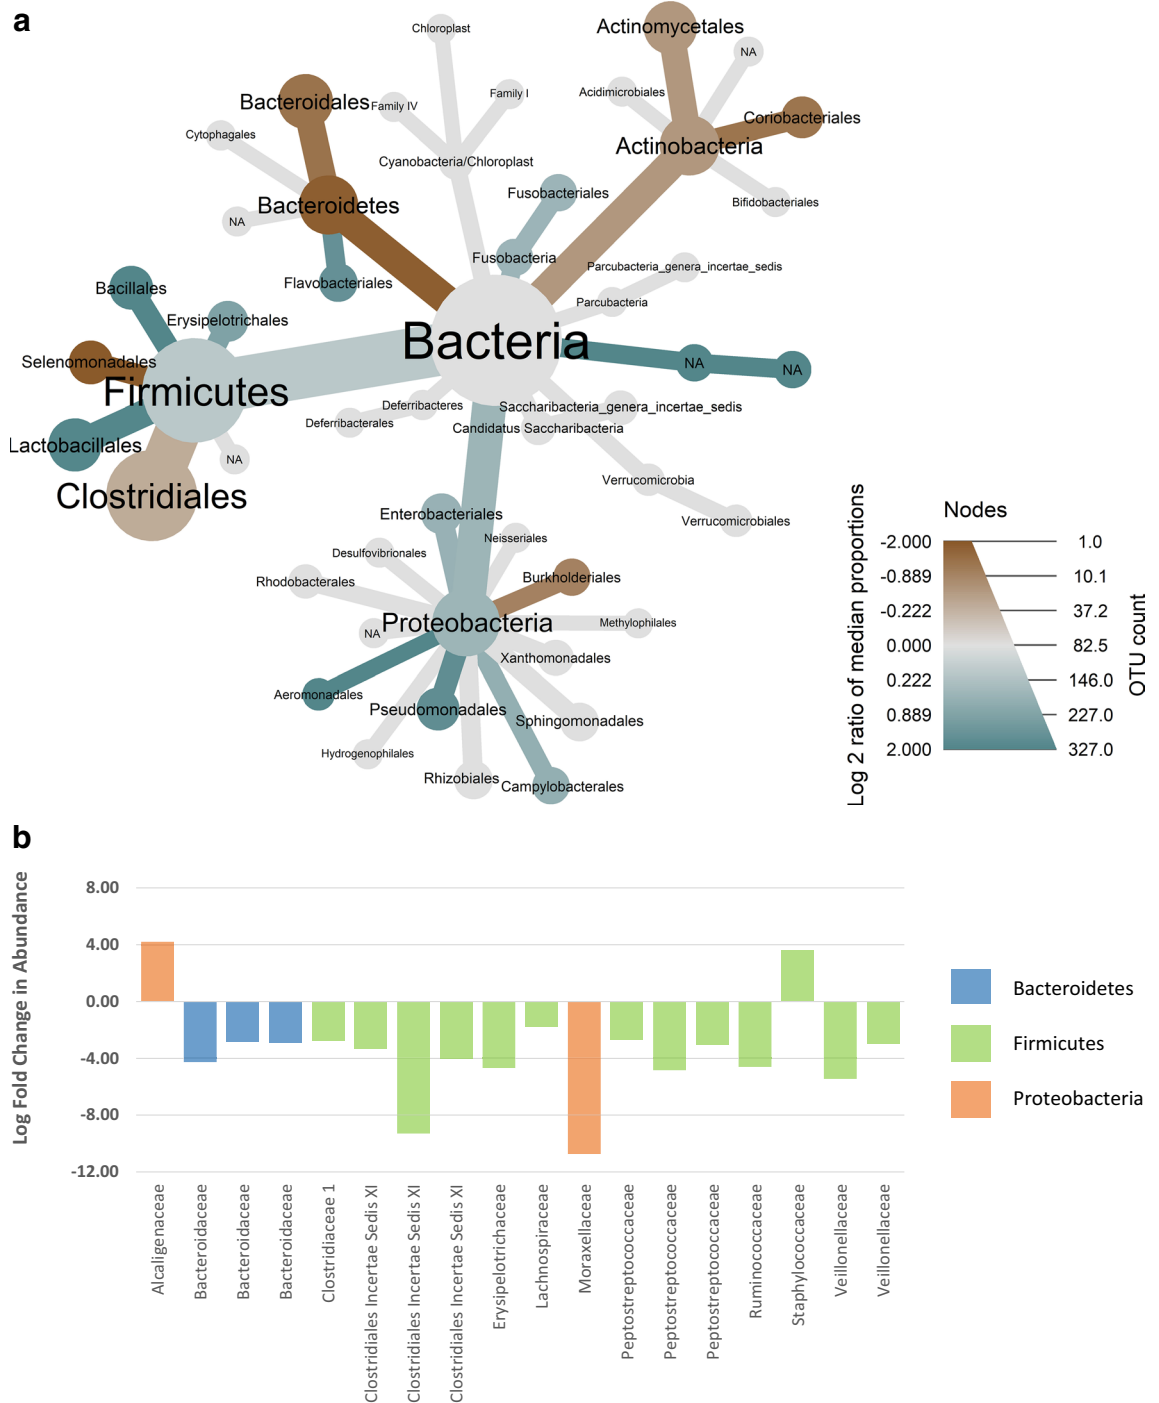 a
Chloroplast
Actinomycetales
NA
Bacteroidales
Family IV
Family I
Acidimicrobiales
Coriobacteriales
Cytophagales
Cyanobacteria/Chloroplast
Actinobacteria
Bacteroidetes
Fusobacteriales
Bifidobacteriales
NA
Fusobacteria
Parcubacteria_genera_incertae_sedis
Flavobacteriales
Bacillales
Parcubacteria
Erysipelotrichales
Bacteria
Selenomonadales
NA
NA
Firmicutes
Deferribacteres
Saccharibacteria_genera_incertae_sedis
Deferribacterales
Candidatus Saccharibacteria
Lactobacillales
NA
Clostridiales
Verrucomicrobia
Verrucomicrobiales
Enterobacteriales
Neisseriales
Desulfovibrionales
Rhodobacterales
Burkholderiales
Proteobacteria
NA
Methylophilales
Xanthomonadales
Aeromonadales
Pseudomonadales
Sphingomonadales
Hydrogenophilales
Rhizobiales
Campylobacterales
Nodes
Log 2 ratio of median proportions
OTU count
-2.000 1.0
-0.889 10.1
-0.222 37.2
0.000 82.5
0.222 146.0
0.889 227.0
2.000 327.0
b
Log Fold Change in Abundance
8.00
4.00
0.00
-4.00
-8.00
-12.00
Alcaligenaceae
Bacteroidaceae
Bacteroidaceae
Bacteroidaceae
Clostridiaceae 1
Clostridiales Incertae Sedis XI
Clostridiales Incertae Sedis XI
Clostridiales Incertae Sedis XI
Erysipelotrichaceae
Lachnospiraceae
Moraxellaceae
Peptostreptococcaceae
Peptostreptococcaceae
Peptostreptococcaceae
Ruminococcaceae
Staphylococcaceae
Veillonellaceae
Veillonellaceae
Bacteroidetes
Firmicutes
Proteobacteria